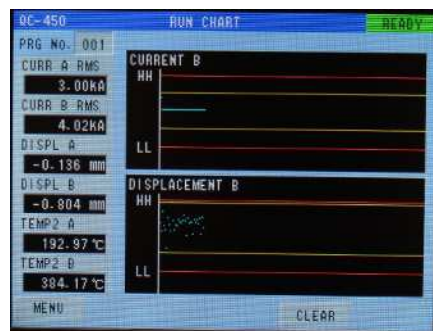 QC-450 RUN CHART READY
PRG NO. 001
CURR A RMS
3.00kA
CURR B RMS
4.02kA
DISPL A
-0.136 mm
DISPL B
-0.804 mm
TEMP2 A
192.97℃
TEMP2 B
384.17℃
MENU
CURRENT B
HH
LL
DISPLACEMENT B
HH
LL
CLEAR